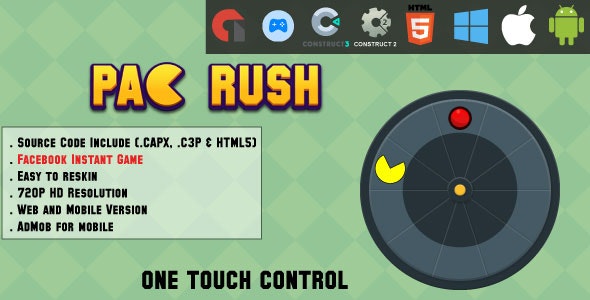 HTML
CONSTRUCT 3
CONSTRUCT 2
PAC RUSH
. Source Code Include (.CAPX, .C3P & HTML5)
. Facebook Instant Game
. Easy to reskin
. 720P HD Resolution
. Web and Mobile Version
. AdMob for mobile
ONE TOUCH CONTROL